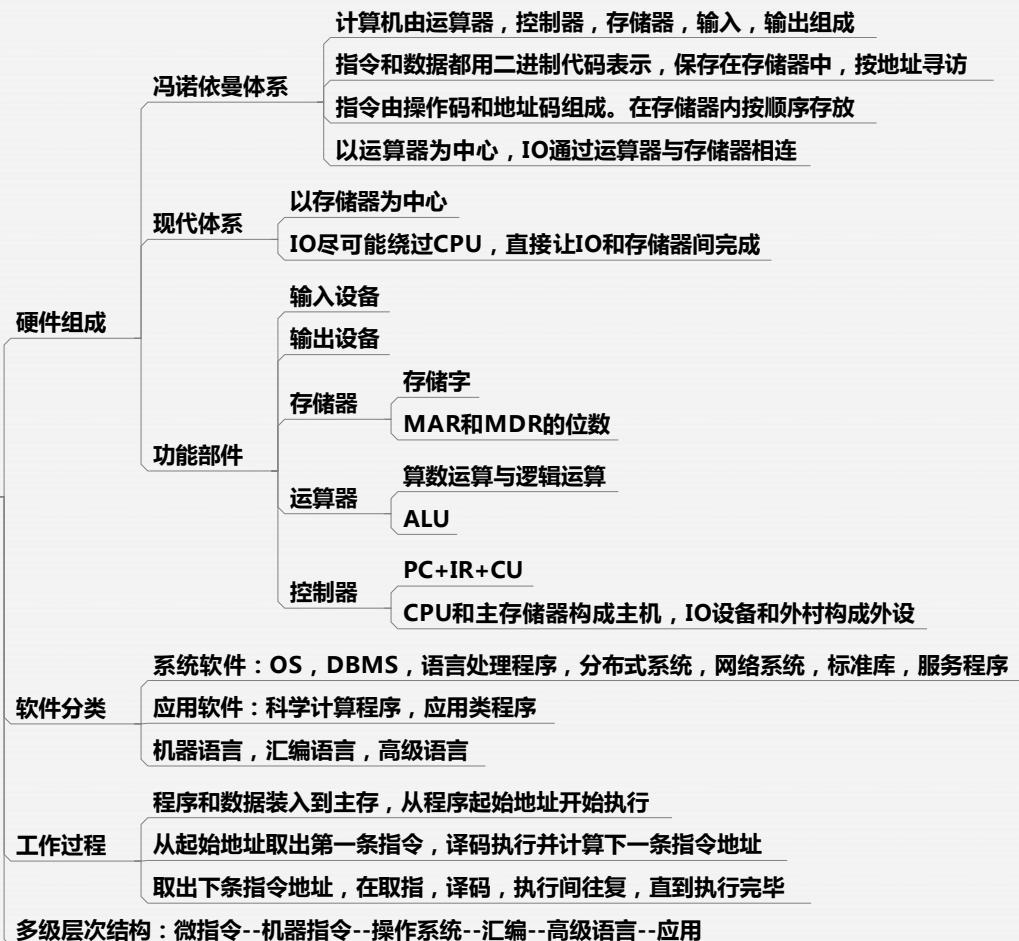 计算机由运算器，控制器，存储器，输入，输出组成
指令和数据都用二进制代码表示，保存在存储器中，按地址寻访
冯诺依曼体系
指令由操作码和地址码组成。在存储器内按顺序存放
以运算器为中心，IO通过运算器与存储器相连
以存储器为中心
现代体系
IO尽可能绕过CPU，直接让IO和存储器间完成
输入设备
硬件组成
输出设备
存储字
存储器
MAR和MDR的位数
功能部件
算数运算与逻辑运算
运算器
ALU
PC+IR+CU
控制器
CPU和主存储器构成主机，IO设备和外村构成外设
系统软件：OS，DBMS，语言处理程序，分布式系统，网络系统，标准库，服务程序
软件分类
应用软件：科学计算程序，应用类程序
机器语言，汇编语言，高级语言
程序和数据装入到主存，从程序起始地址开始执行
工作过程
从起始地址取出第一条指令，译码执行并计算下一条指令地址
取出下条指令地址，在取指，译码，执行间往复，直到执行完毕
多级层次结构：微指令--机器指令--操作系统--汇编--高级语言--应用